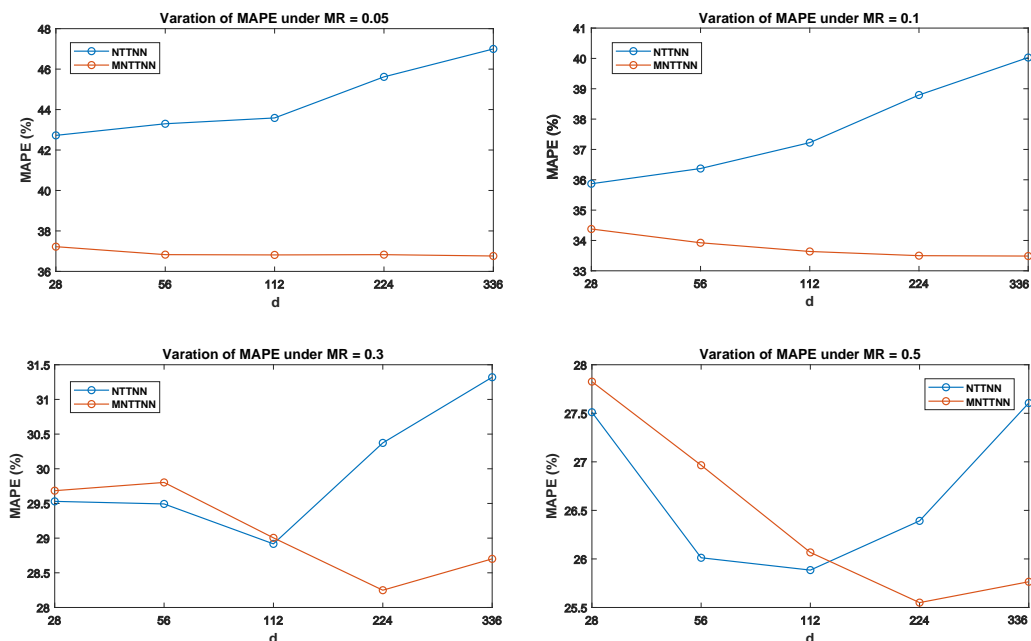 Varation of MAPE under MR = 0.05
48
46
44
42
40
38
36
MAPE (%)
NTTNN
MNTTNN
28 56 112 224 336
d
Varation of MAPE under MR = 0.1
41
40
39
38
37
36
35
34
33
MAPE (%)
NTTNN
MNTTNN
28 56 112 224 336
d
Varation of MAPE under MR = 0.3
31.5
31
30.5
30
29.5
29
28.5
28
MAPE (%)
NTTNN
MNTTNN
28 56 112 224 336
d
Varation of MAPE under MR = 0.5
28
27.5
27
26.5
26
25.5
MAPE (%)
NTTNN
MNTTNN
28 56 112 224 336
d